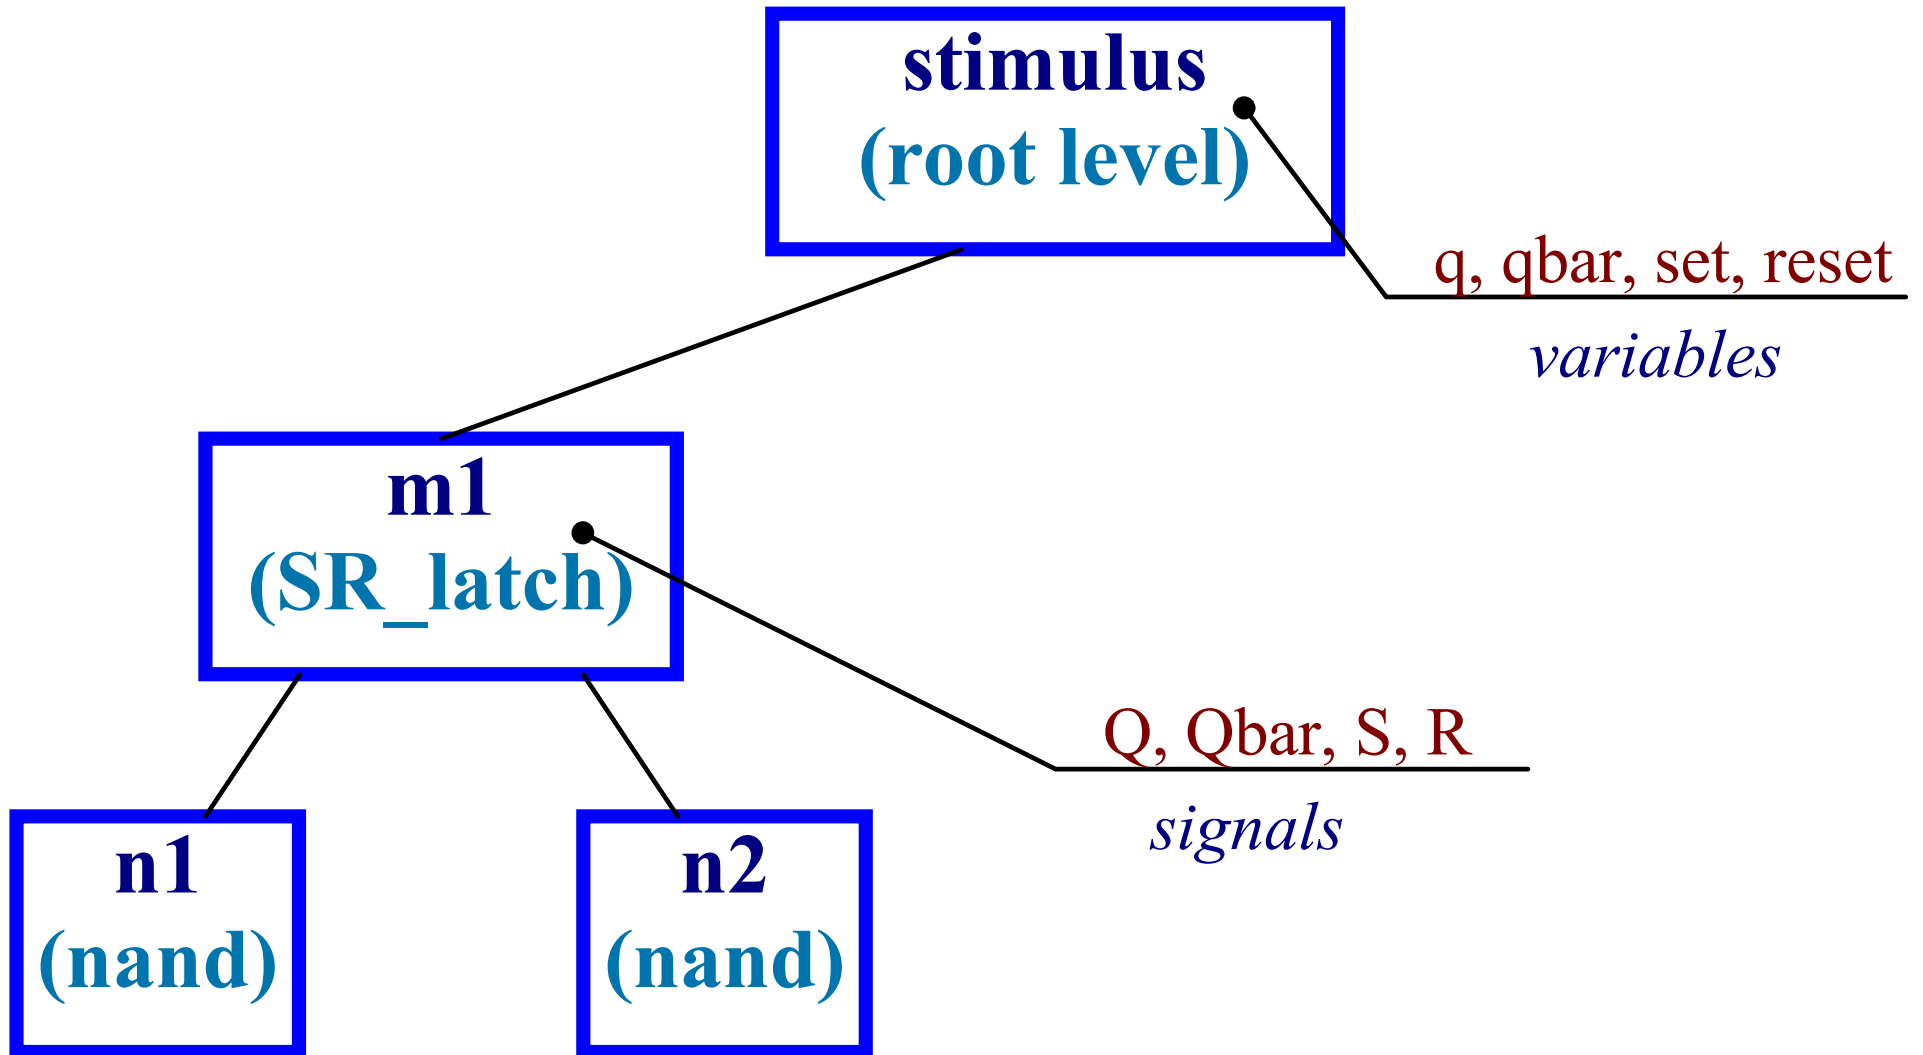 stimulus
(root level)
q, qbar, set, reset
variables
m1
(SR_latch)
Q, Qbar, S, R
signals
n1
(nand)
n2
(nand)